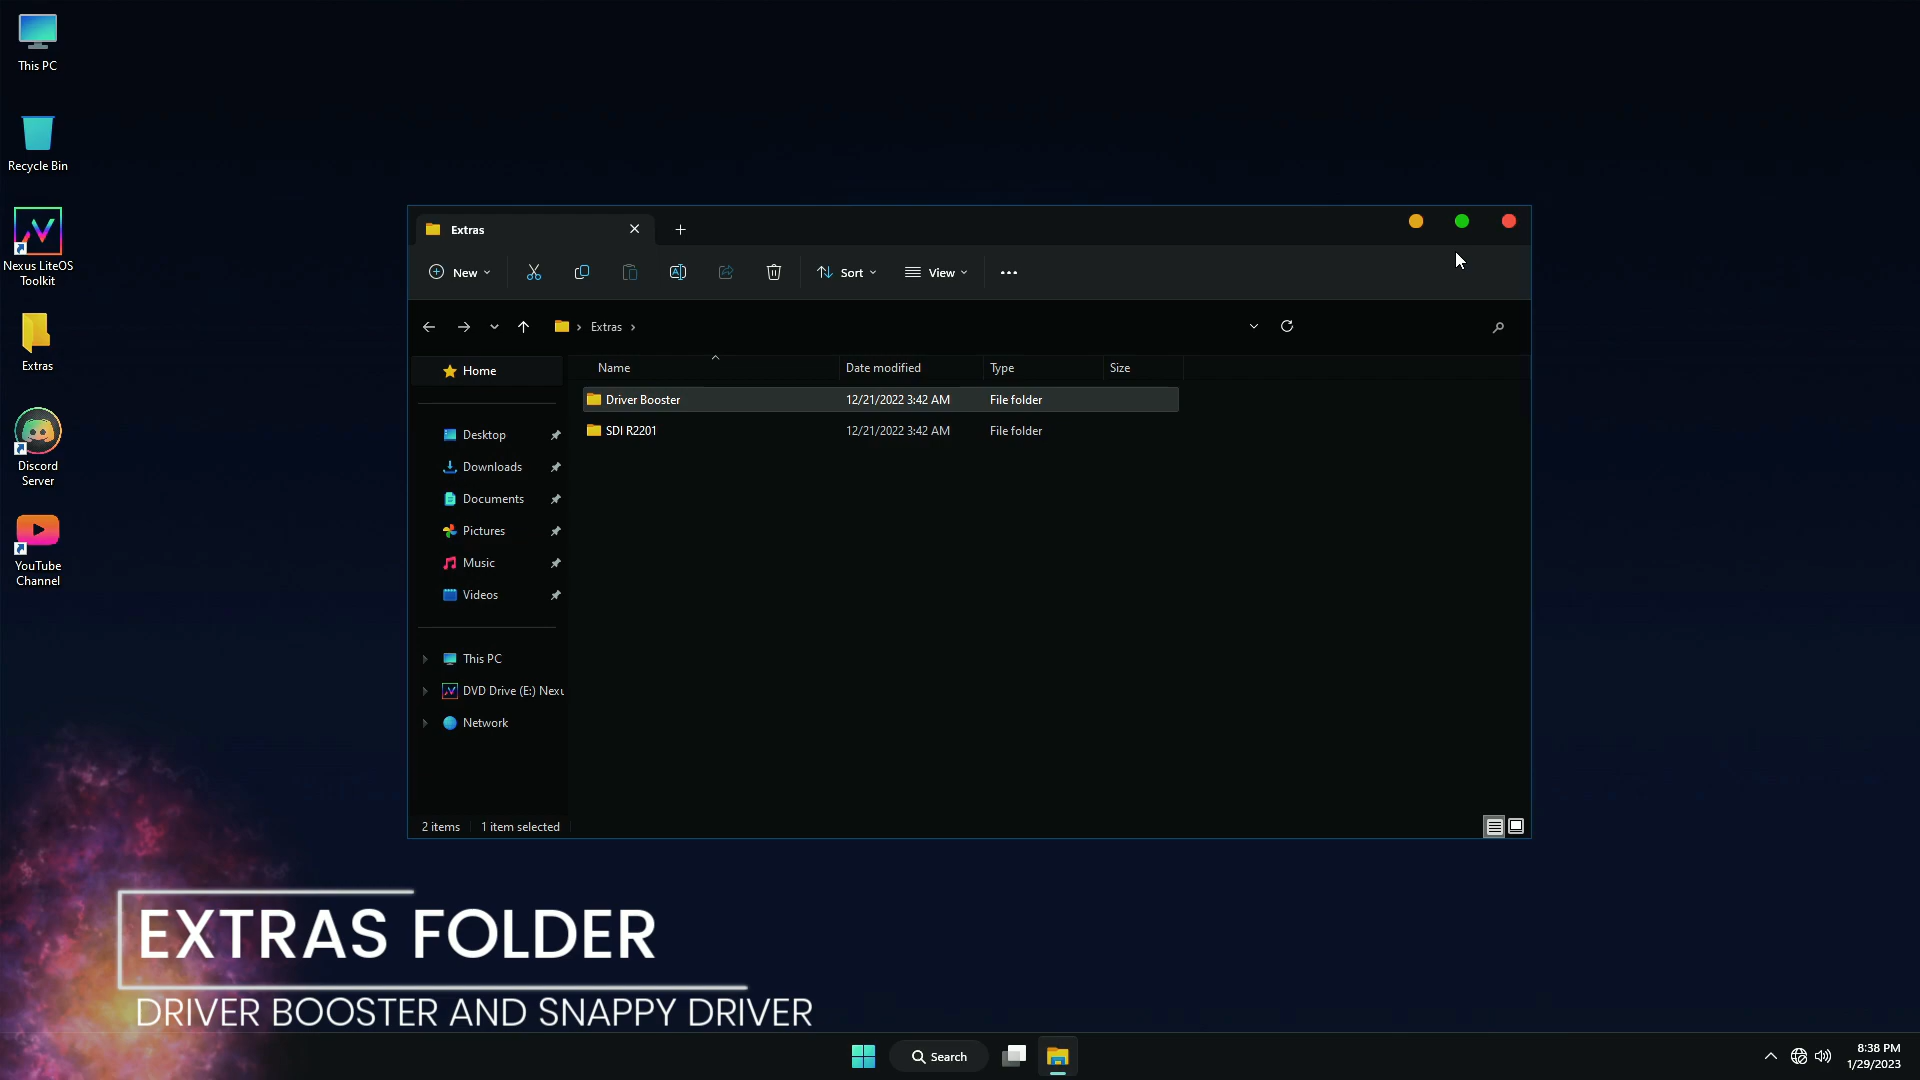 This PC
Recycle Bin
Nexus LiteOS
Toolkit
Extras
Discord
Server
YouTube
Channel
Extras
New
Sort
View
Extras
Home
Desktop
Downloads
Documents
Pictures
Music
Videos
This PC
DVD Drive (E:) Nexu
Network
Name Date modified Type Size
Driver Booster 12/21/2022 3:42 AM File folder
SDI R2201 12/21/2022 3:42 AM File folder
2 items 1 item selected
EXTRAS FOLDER
DRIVER BOOSTER AND SNAPPY DRIVER
Search
8:38 PM
1/29/2023